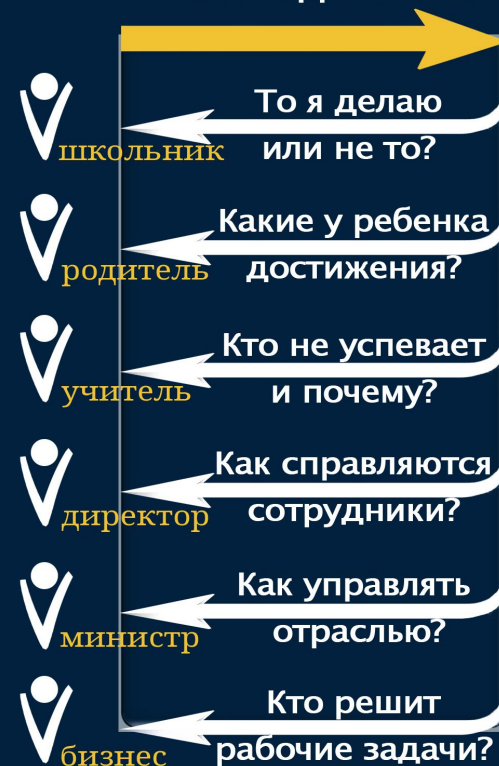 То я делаю
или не то?
школьник
Какие у ребенка
достижения?
родитель
Кто не успевает
и почему?
учитель
Как справляются
сотрудники?
директор
Как управлять
отраслью?
министр
Кто решит
рабочие задачи?
бизнес